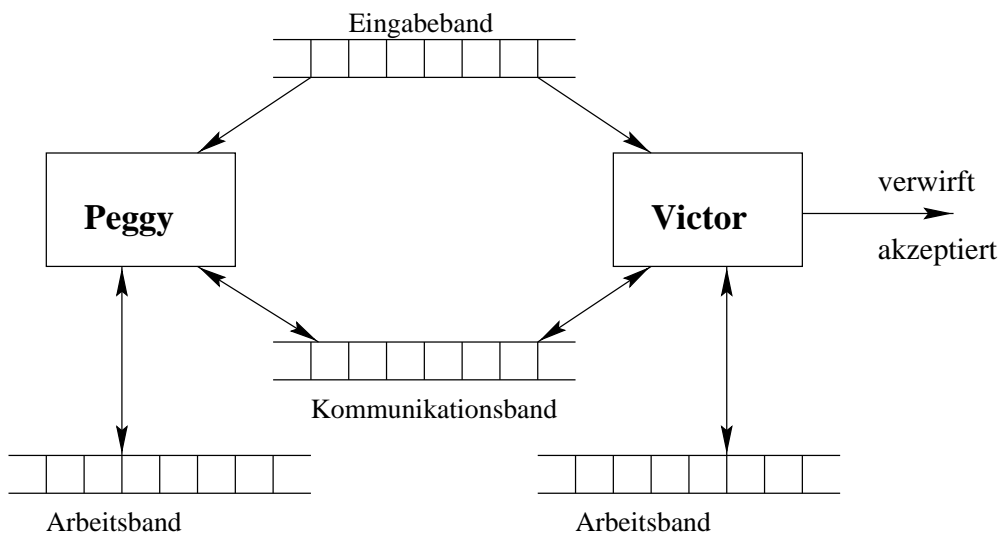 Eingabeband
Peggy
Victor
verwirft
akzeptiert
Kommunikationsband
Arbeitsband
Arbeitsband